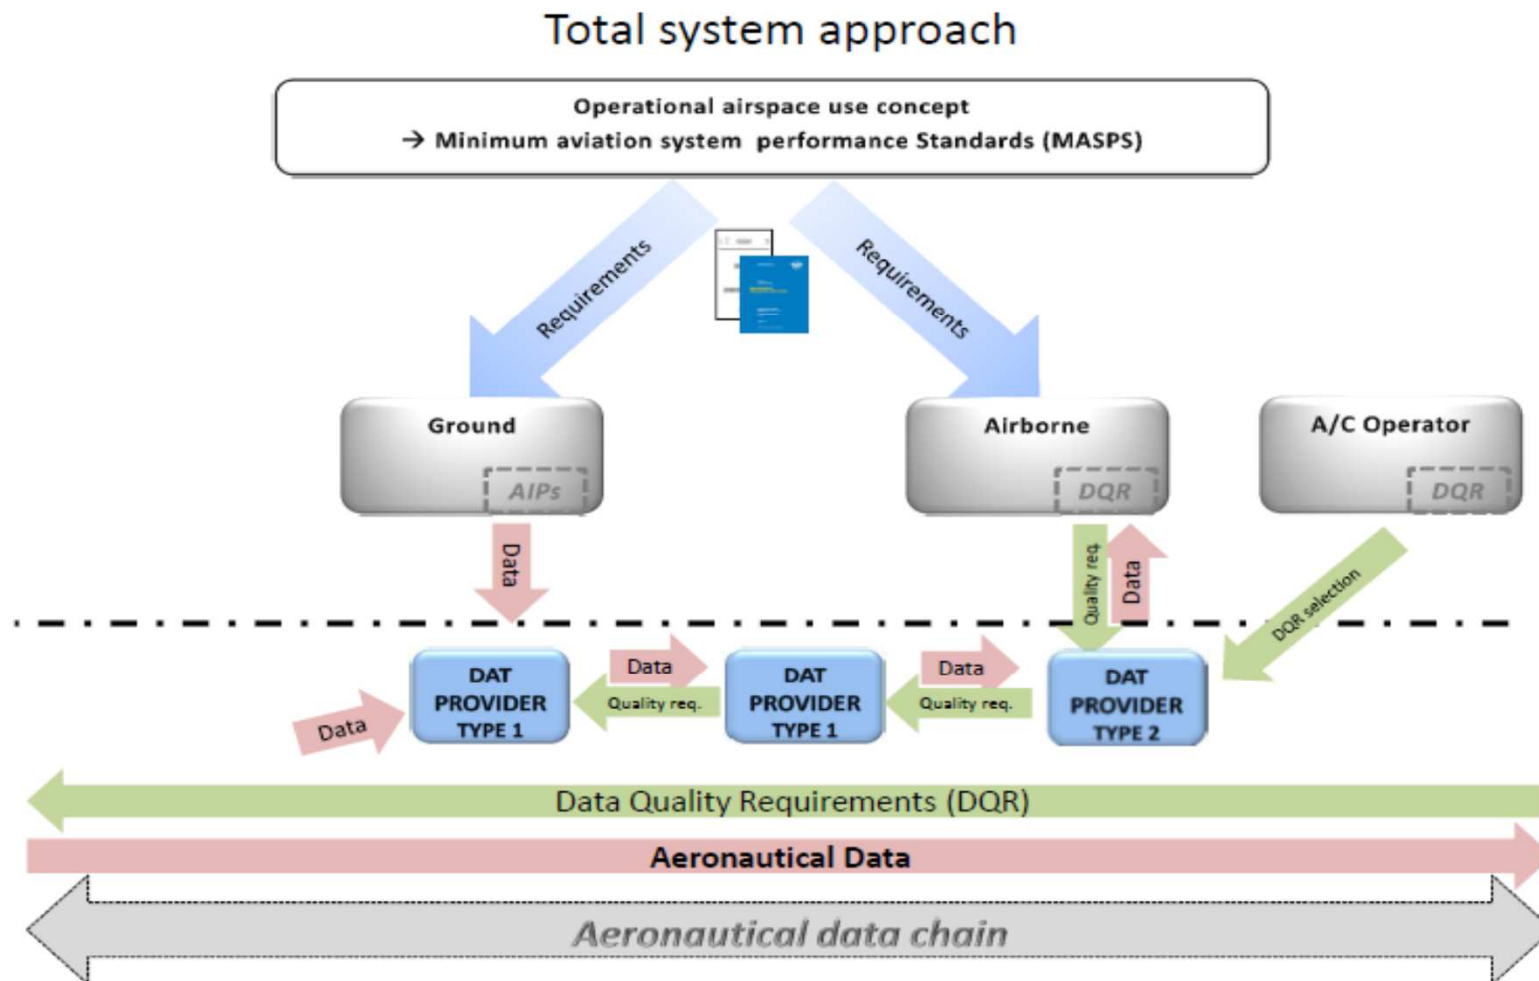 Total system approach
Operational airspace use concept
→ Minimum aviation system performance Standards (MASPS)
Requirements
Requirements
Ground
AIPs
Airborne
DQR
A/C Operator
DQR
Data
Quality req.
Data
DQR selection
Data
DAT
PROVIDER
TYPE 1
Data
Quality req.
DAT
PROVIDER
TYPE 1
Data
Quality req.
DAT
PROVIDER
TYPE 2
Data Quality Requirements (DQR)
Aeronautical Data
Aeronautical data chain